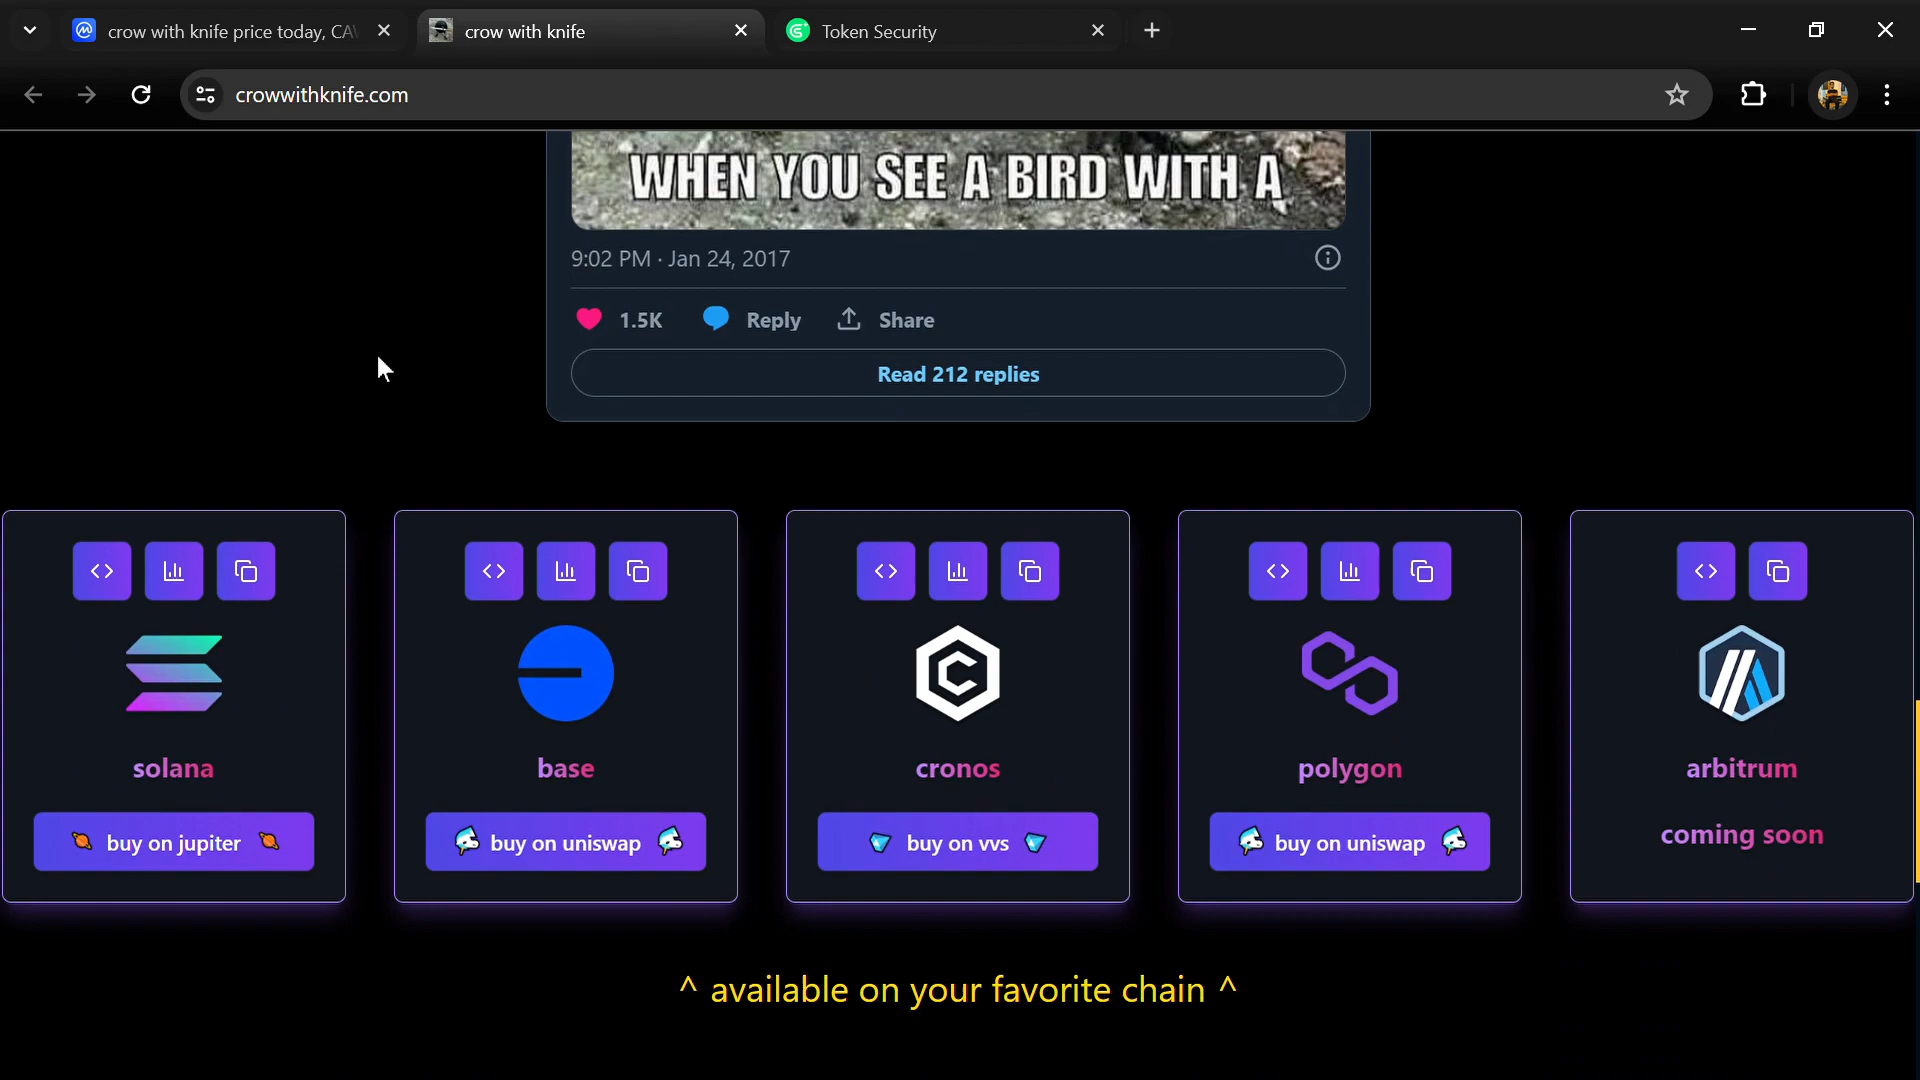 crow with knife price today, CA
crow with knife
Token Security
crowwithknife.com
WHEN YOU SEE A BIRD WITH A
9:02 PM · Jan 24, 2017
1.5K
Reply
Share
Read 212 replies
solana
base
cronos
polygon
arbitrum
buy on jupiter
buy on uniswap
buy on vvs
buy on uniswap
coming soon
^ available on your favorite chain ^